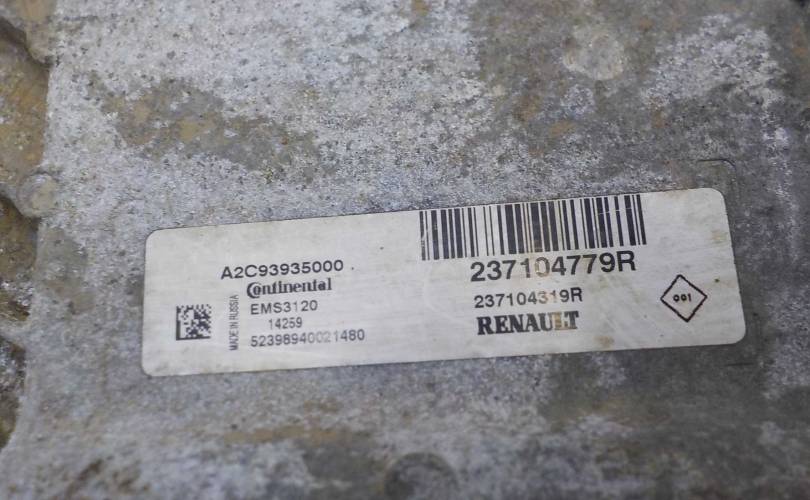 A2C93935000
Continental
EMS3120
14259
52398940021480
MADE IN RUSSIA
237104779R
237104319R
RENAULT
001